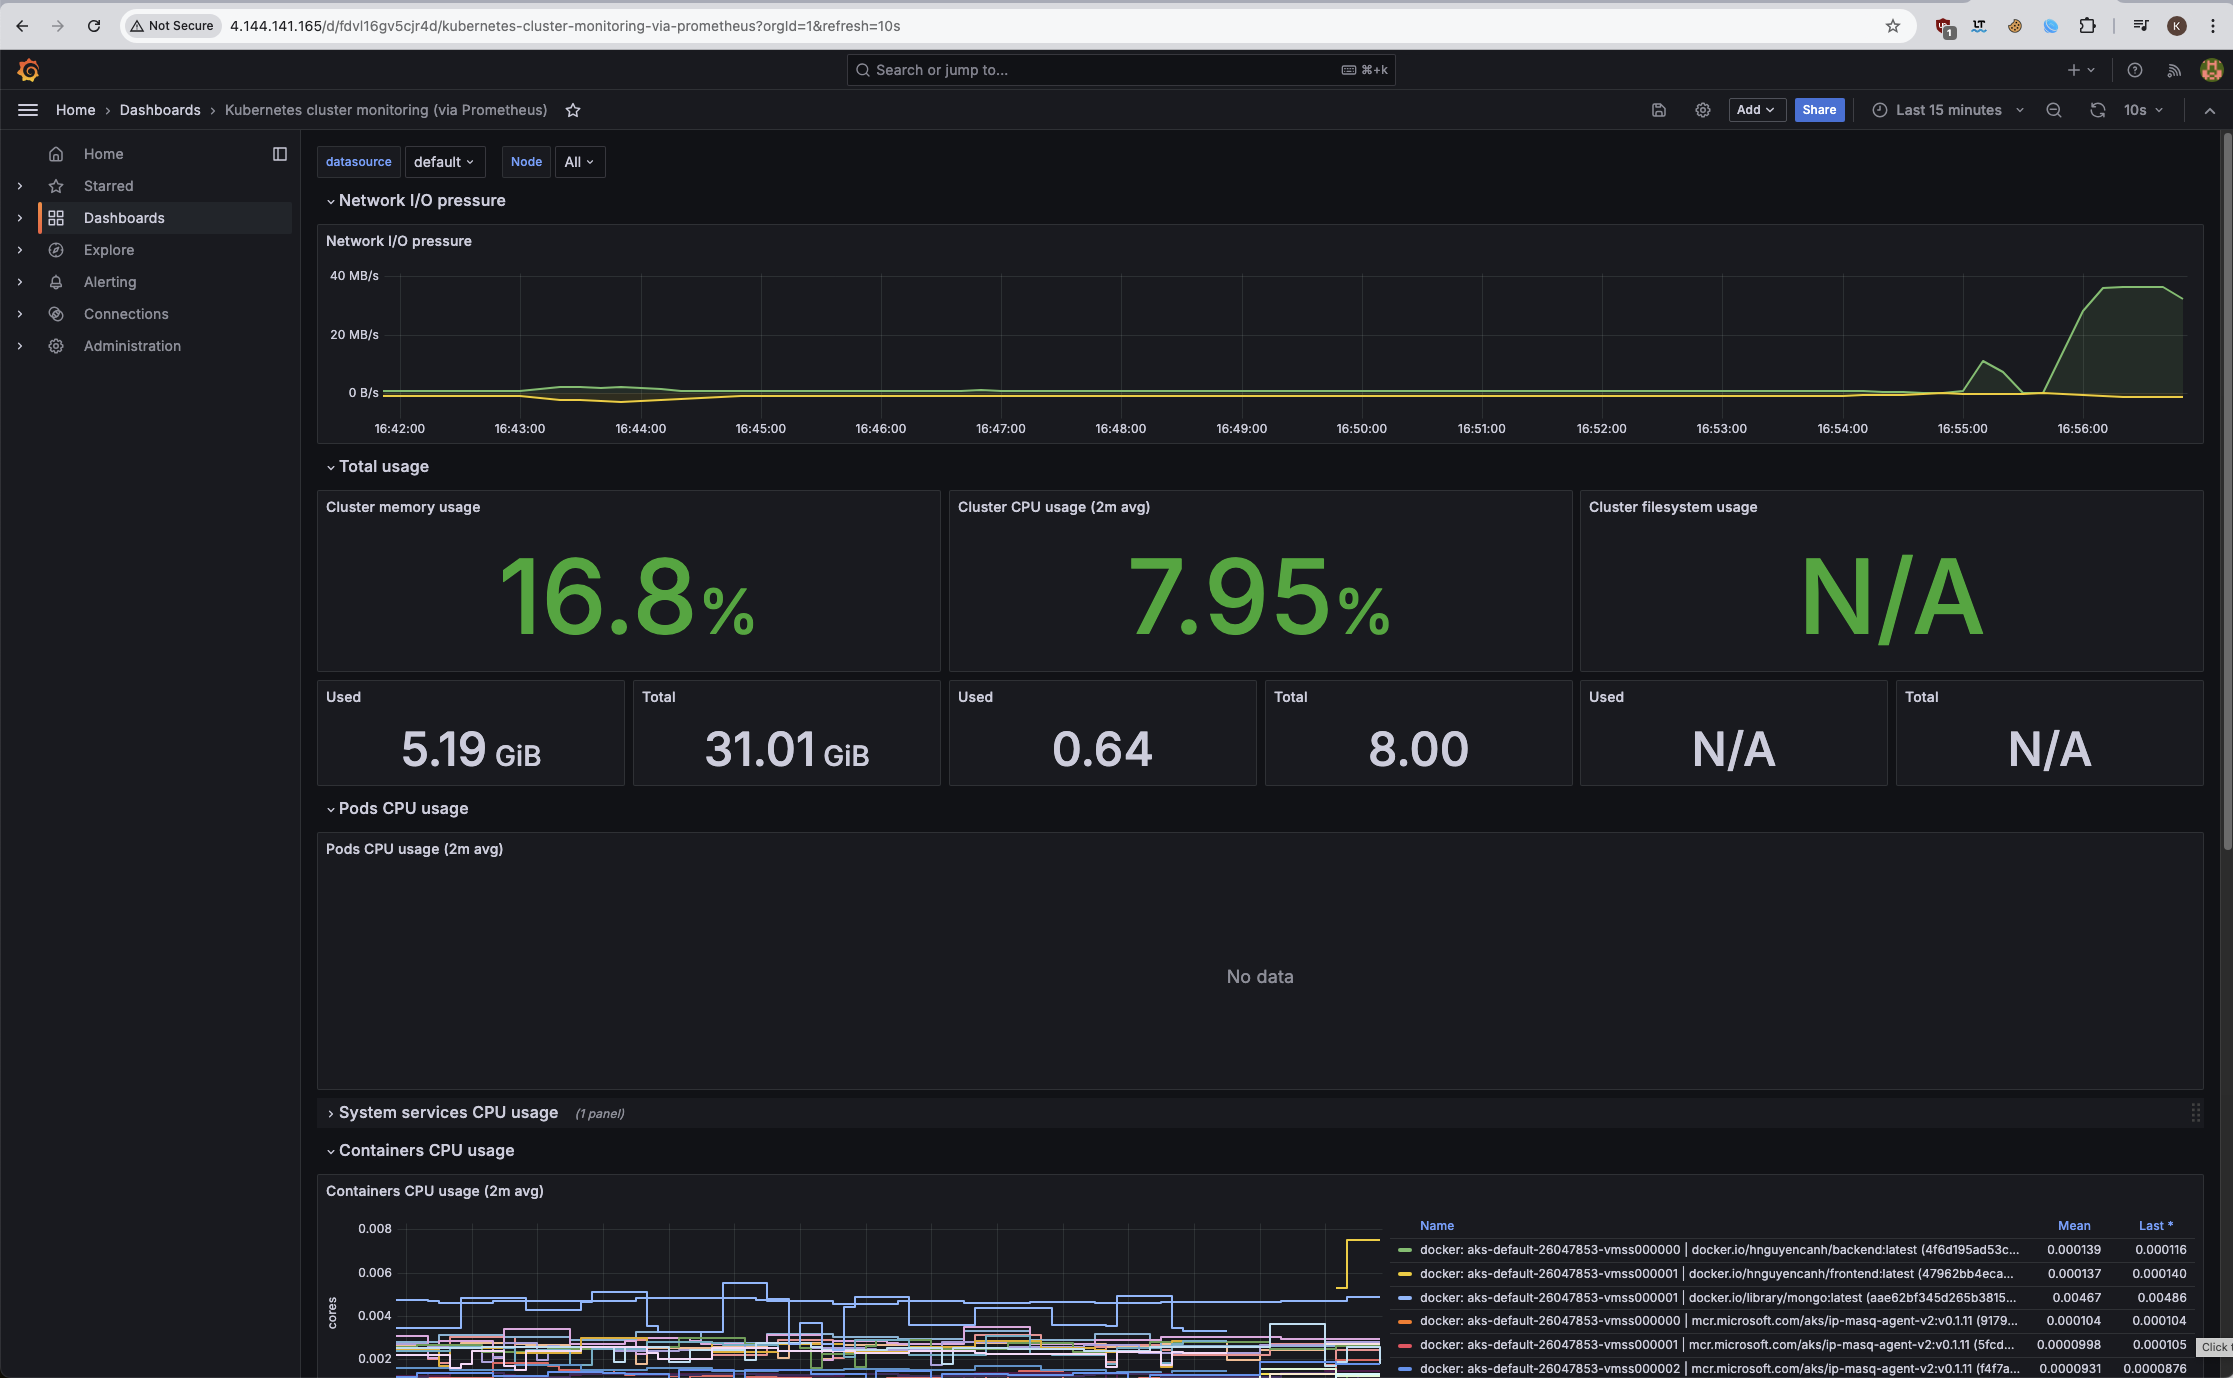 Not Secure 4.144.141.165/d/fdvl16gv5cjr4d/kubernetes-cluster-monitoring-via-prometheus?orgId=1&refresh=10s
1
LT
K
Search or jump to...
⌘+k
Home › Dashboards › Kubernetes cluster monitoring (via Prometheus)
Add
Share
Last 15 minutes
10s
Home
Starred
Dashboards
Explore
Alerting
Connections
Administration
datasource default Node All
Network I/O pressure
Network I/O pressure
40 MB/s
20 MB/s
0 B/s
16:42:00 16:43:00 16:44:00 16:45:00 16:46:00 16:47:00 16:48:00 16:49:00 16:50:00 16:51:00 16:52:00 16:53:00 16:54:00 16:55:00 16:56:00
Total usage
Cluster memory usage
16.8%
Cluster CPU usage (2m avg)
7.95%
Cluster filesystem usage
N/A
Used
5.19 GiB
Total
31.01 GiB
Used
0.64
Total
8.00
Used
N/A
Total
N/A
Pods CPU usage
Pods CPU usage (2m avg)
No data
System services CPU usage (1 panel)
Containers CPU usage
Containers CPU usage (2m avg)
cores
0.008
0.006
0.004
0.002
Name Mean Last *
docker: aks-default-26047853-vmss000000 | docker.io/hnguyencanh/backend:latest (4f6d195ad53c... 0.000139 0.000116
docker: aks-default-26047853-vmss000001 | docker.io/hnguyencanh/frontend:latest (47962bb4eca... 0.000137 0.000140
docker: aks-default-26047853-vmss000001 | docker.io/library/mongo:latest (aae62bf345d265b3815... 0.00467 0.00486
docker: aks-default-26047853-vmss000000 | mcr.microsoft.com/aks/ip-masq-agent-v2:v0.1.11 (9179... 0.000104 0.000104
docker: aks-default-26047853-vmss000001 | mcr.microsoft.com/aks/ip-masq-agent-v2:v0.1.11 (5fcd... 0.0000998 0.000105
docker: aks-default-26047853-vmss000002 | mcr.microsoft.com/aks/ip-masq-agent-v2:v0.1.11 (f4f7a... 0.0000931 0.0000876
Click